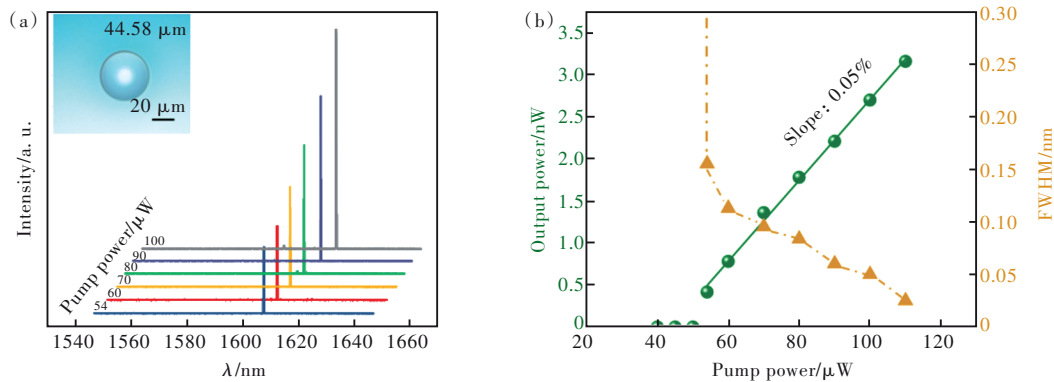 (a)
44.58 μm
20 μm
Intensity/a. u.
Pump power/μW
100
90
80
70
60
54
1540 1560 1580 1600 1620 1640 1660
λ/nm
(b)
Output power/nW
3.5
3.0
2.5
2.0
1.5
1.0
0.5
0
Slope: 0.05%
0.30
0.25
0.20
0.15
0.10
0.05
0
FWHM/nm
20 40 60 80 100 120
Pump power/μW